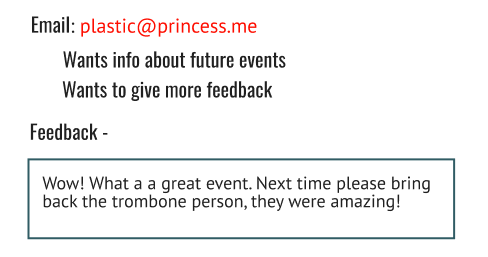 Email: plastic@princess.me
Wants info about future events
Wants to give more feedback
Feedback -
Wow! What a a great event. Next time please bring
back the trombone person, they were amazing!